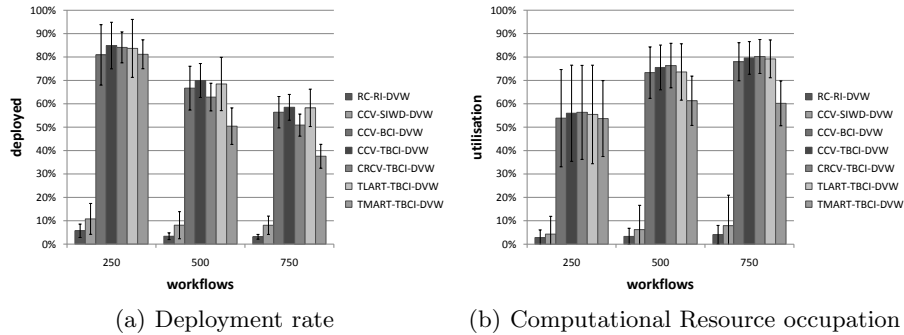 100%
90%
80%
70%
60%
50%
40%
30%
20%
10%
0%
deployed
250 500 750
workflows
RC-RI-DVW
CCV-SIWD-DVW
CCV-BCI-DVW
CCV-TBCI-DVW
CRCV-TBCI-DVW
TLART-TBCI-DVW
TMART-TBCI-DVW
(a) Deployment rate
100%
90%
80%
70%
60%
50%
40%
30%
20%
10%
0%
utilisation
250 500 750
workflows
RC-RI-DVW
CCV-SIWD-DVW
CCV-BCI-DVW
CCV-TBCI-DVW
CRCV-TBCI-DVW
TLART-TBCI-DVW
TMART-TBCI-DVW
(b) Computational Resource occupation